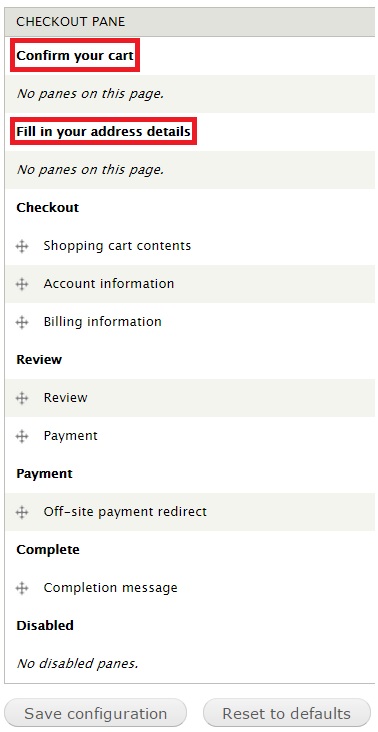 CHECKOUT PANE
Confirm your cart
No panes on this page.
Fill in your address details
No panes on this page.
Checkout
Shopping cart contents
Account information
Billing information
Review
Review
Payment
Payment
Off-site payment redirect
Complete
Completion message
Disabled
No disabled panes.
Save configuration Reset to defaults